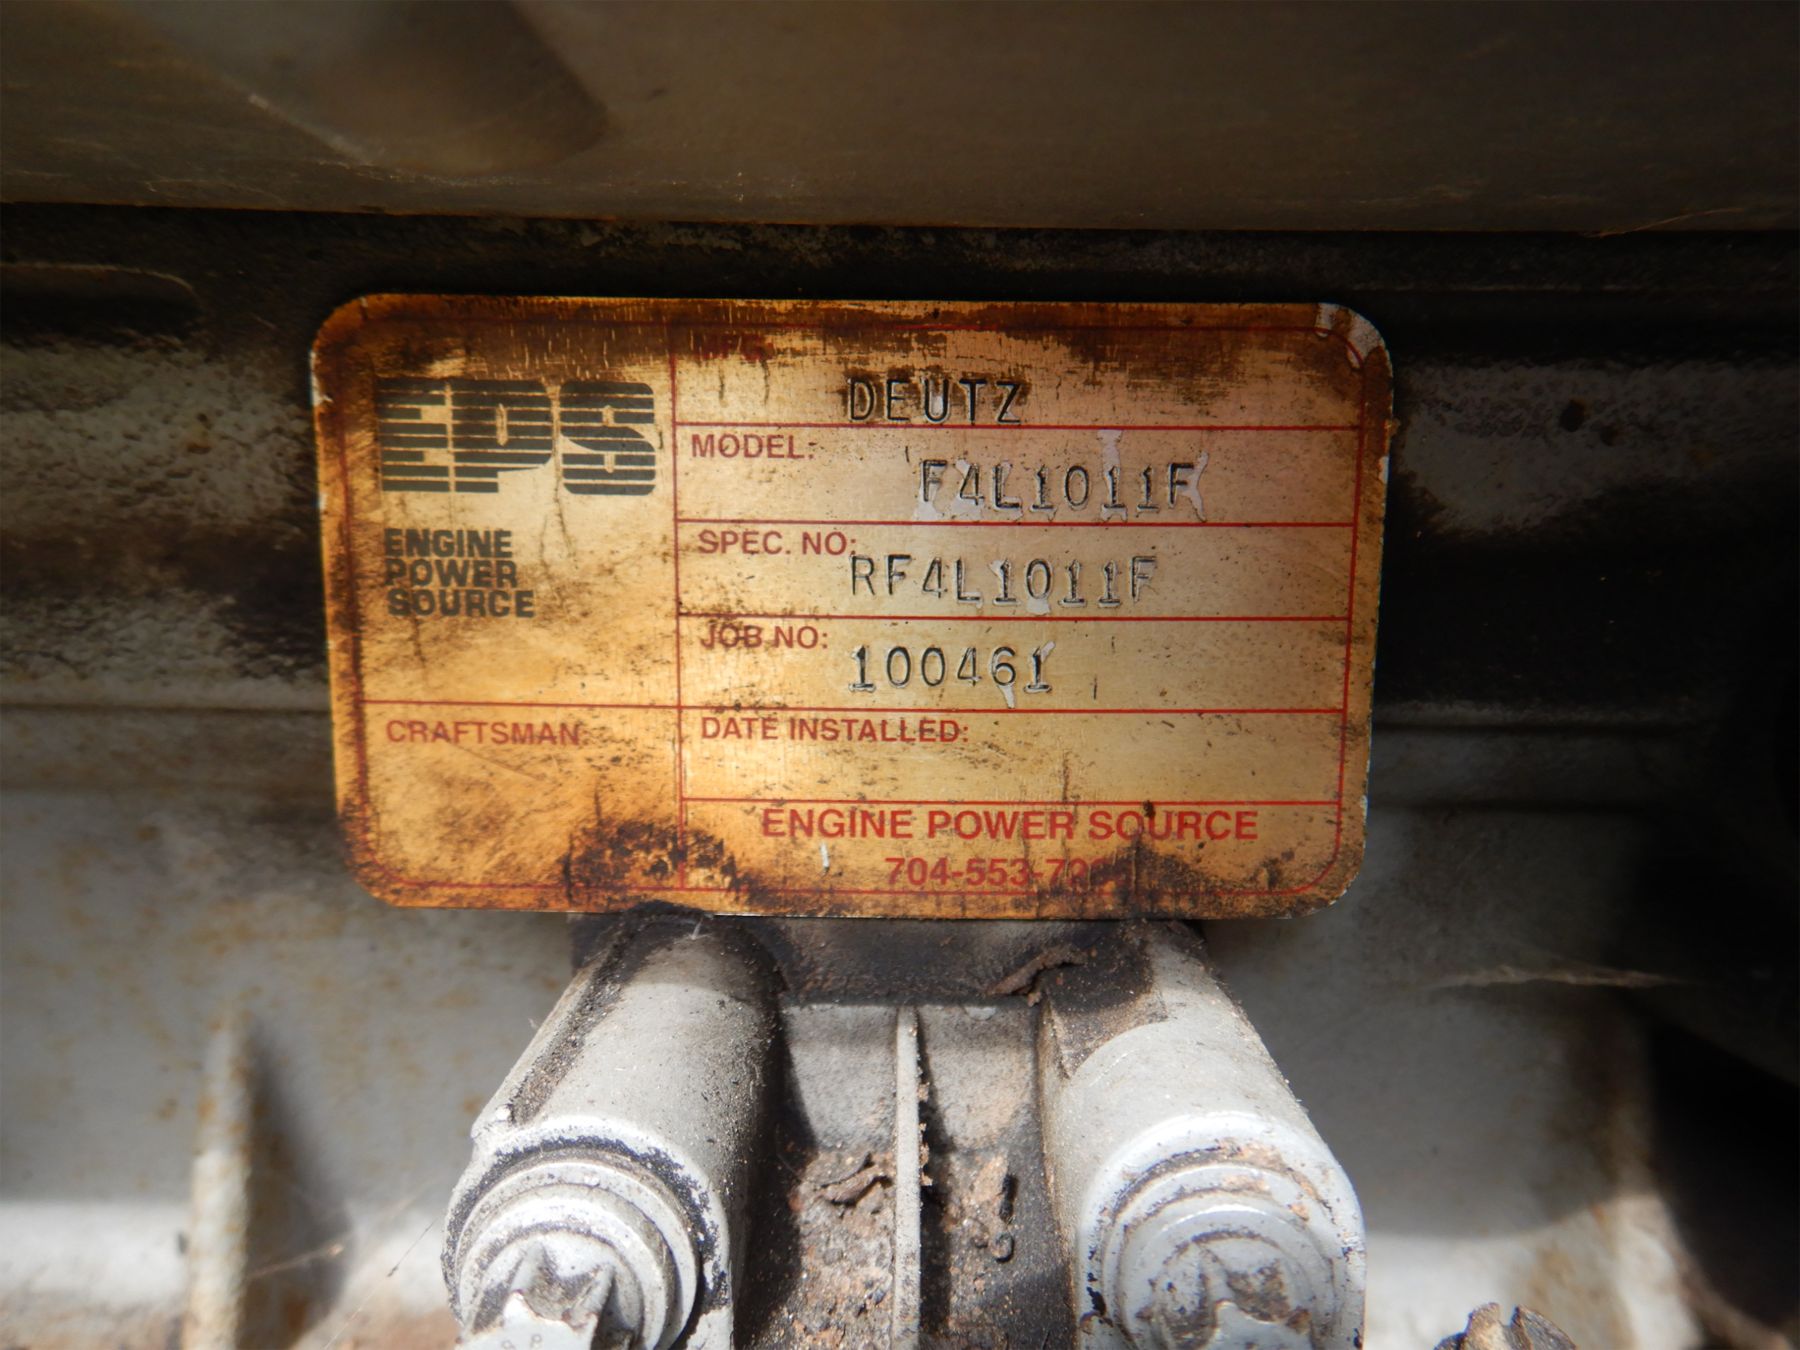 MFG.
DEUTZ
EPS
MODEL:
F4L1011F
SPEC. NO:
RF4L1011F
ENGINE
POWER
SOURCE
JOB NO:
100461
CRAFTSMAN:
DATE INSTALLED:
ENGINE POWER SOURCE